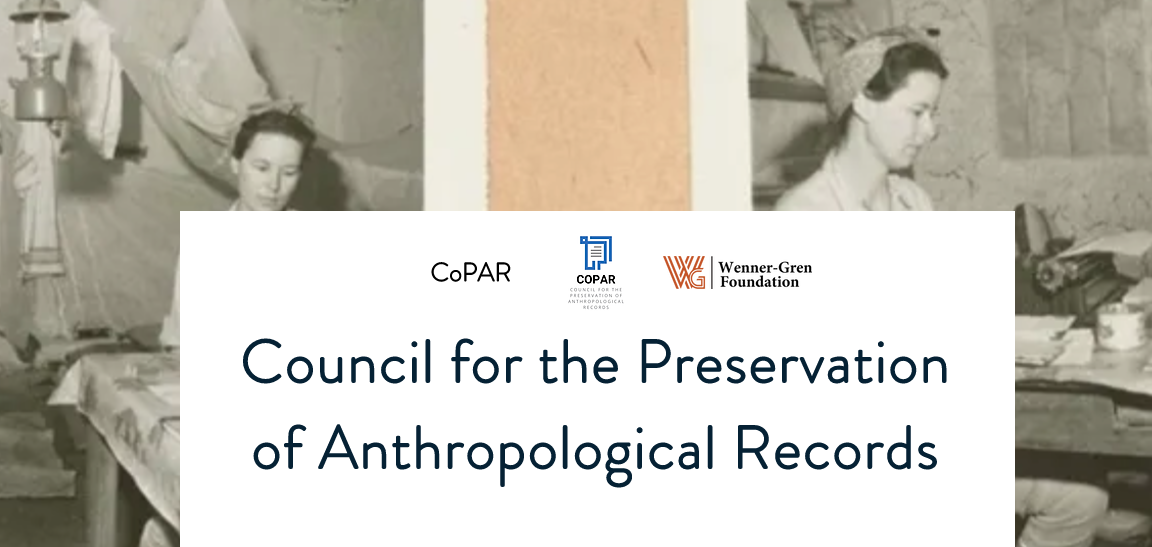 CoPAR
COPAR
COUNCIL FOR THE
PRESERVATION OF
ANTHROPOLOGICAL
RECORDS
WG
Wenner-Gren
Foundation
Council for the Preservation
of Anthropological Records